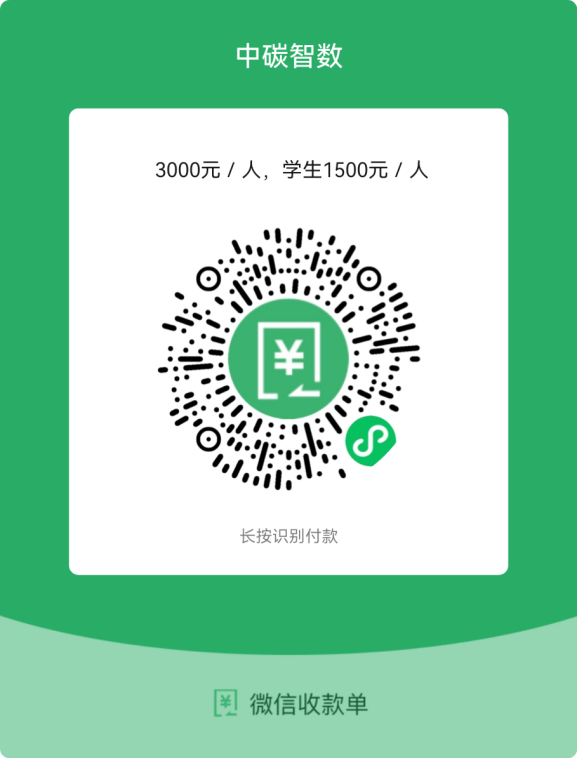 中碳智数
3000元 / 人，学生1500元 / 人
¥
长按识别付款
¥
微信收款单